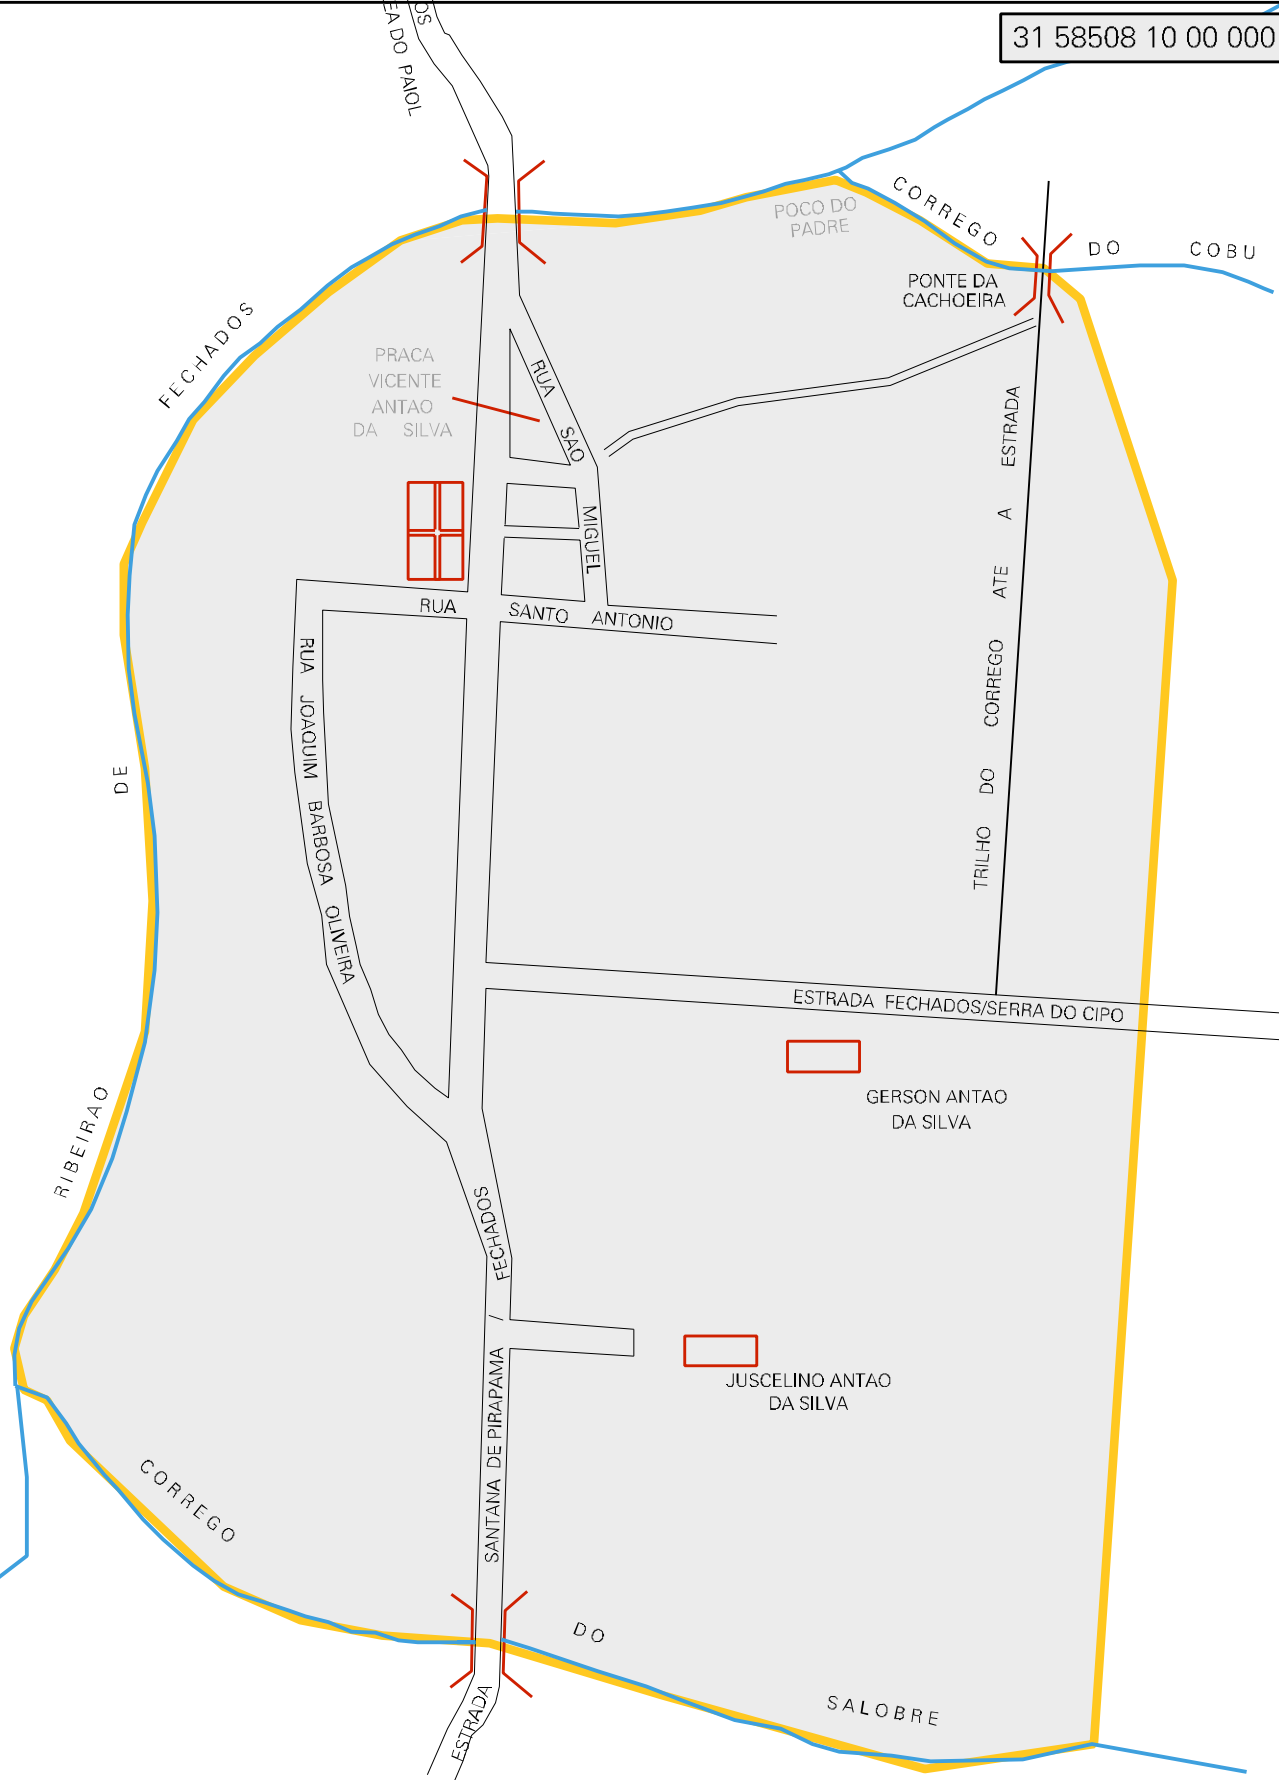 31 58508 10 00 000
OS
EA DO PAIOL
CORREGO
DO
COBU
POCO DO
PADRE
PONTE DA
CACHOEIRA
FECHADOS
PRACA
VICENTE
ANTAO
DA SILVA
RUA
SAO
MIGUEL
RUA SANTO ANTONIO
RUA JOAQUIM BARBOSA OLIVEIRA
TRILHO DO CORREGO ATE A ESTRADA
DE
ESTRADA FECHADOS/SERRA DO CIPO
GERSON ANTAO
DA SILVA
RIBEIRAO
ESTRADA SANTANA DE PIRAPAMA / FECHADOS
JUSCELINO ANTAO
DA SILVA
CORREGO
DO
SALOBRE